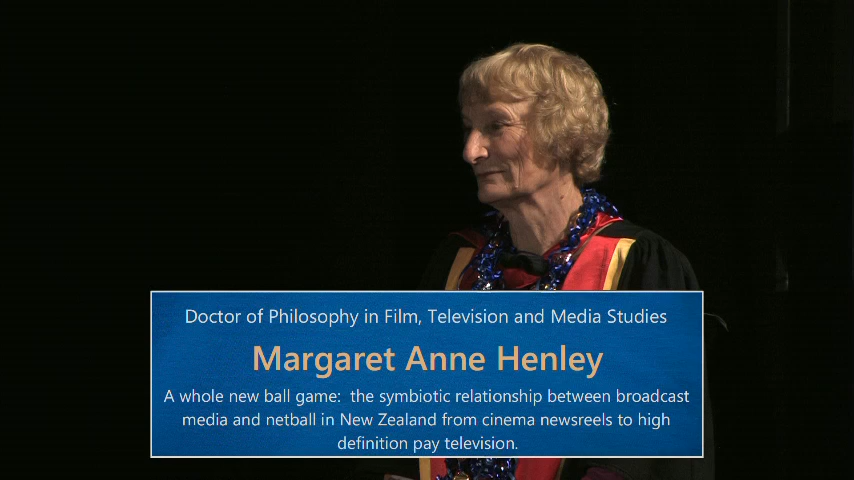 Doctor of Philosophy in Film, Television and Media Studies
Margaret Anne Henley
A whole new ball game:  the symbiotic relationship between broadcast
media and netball in New Zealand from cinema newsreels to high
definition pay television.